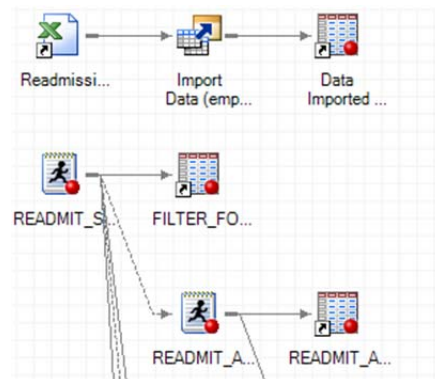 Readmissi...
Import
Data (emp...
Data
Imported ...
READMIT_S...
FILTER_FO...
READMIT_A...
READMIT_A...